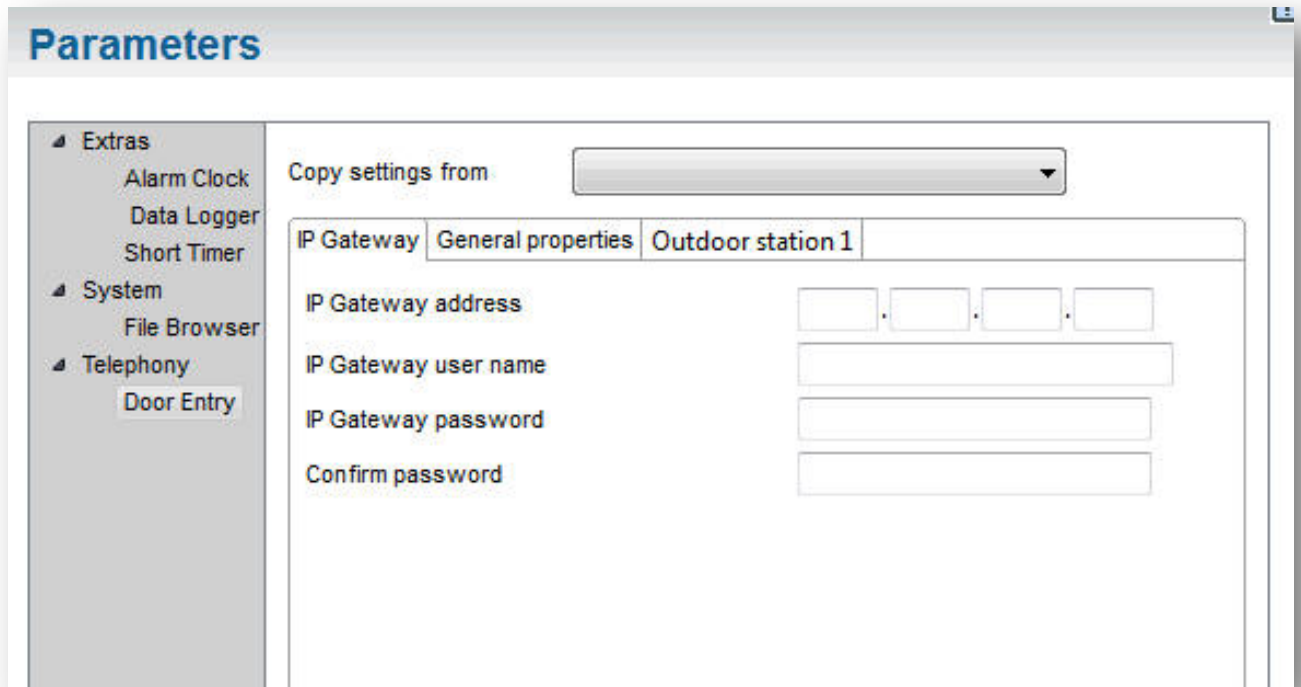 Parameters
Extras
Alarm Clock
Data Logger
Short Timer
System
File Browser
Telephony
Door Entry
Copy settings from
IP Gateway General properties Outdoor station 1
IP Gateway address . . .
IP Gateway user name
IP Gateway password
Confirm password